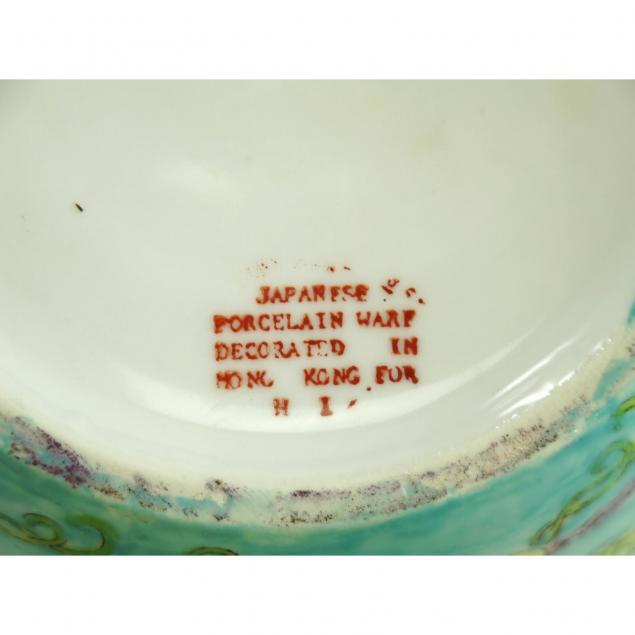 JAPANESE
PORCELAIN WARE
DECORATED IN
HONG KONG FOR
H I